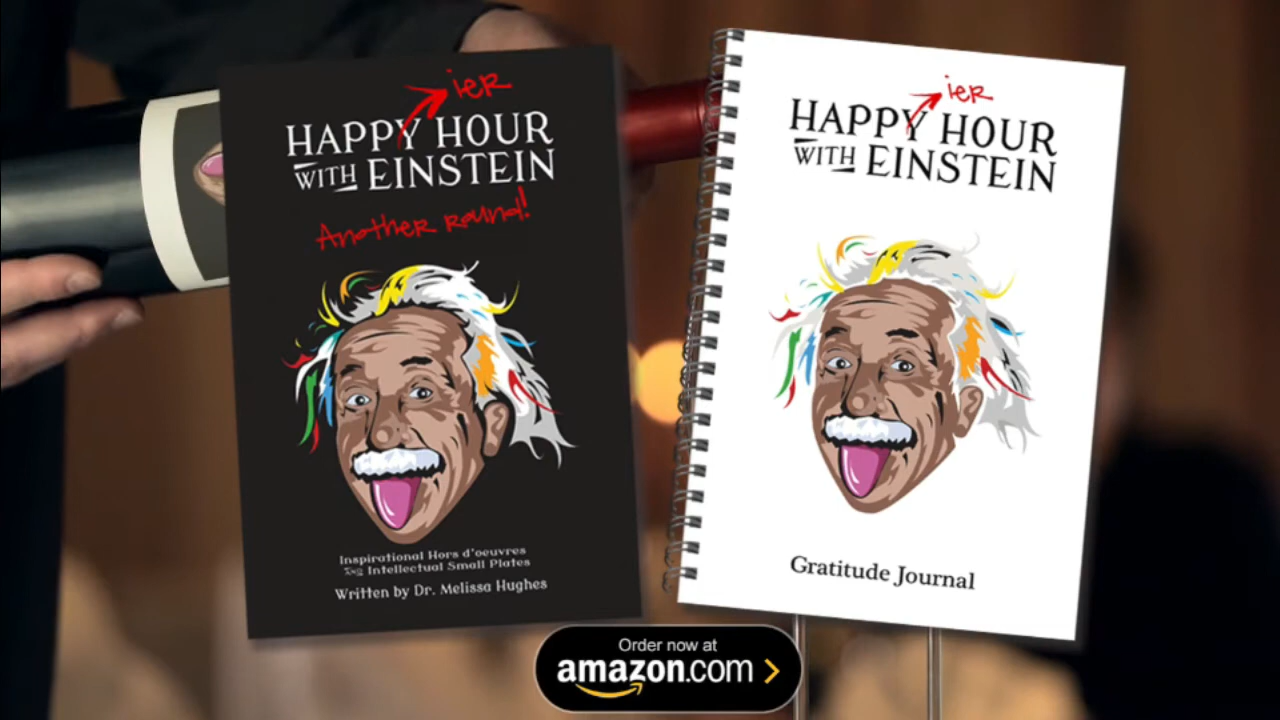 ier
HAPPY HOUR
WITH EINSTEIN
Another round!
Inspirational Hors d'oeuvres
Intellectual Small Plates
Written by Dr. Melissa Hughes
ier
HAPPY HOUR
WITH EINSTEIN
Gratitude Journal
Order now at
amazon.com